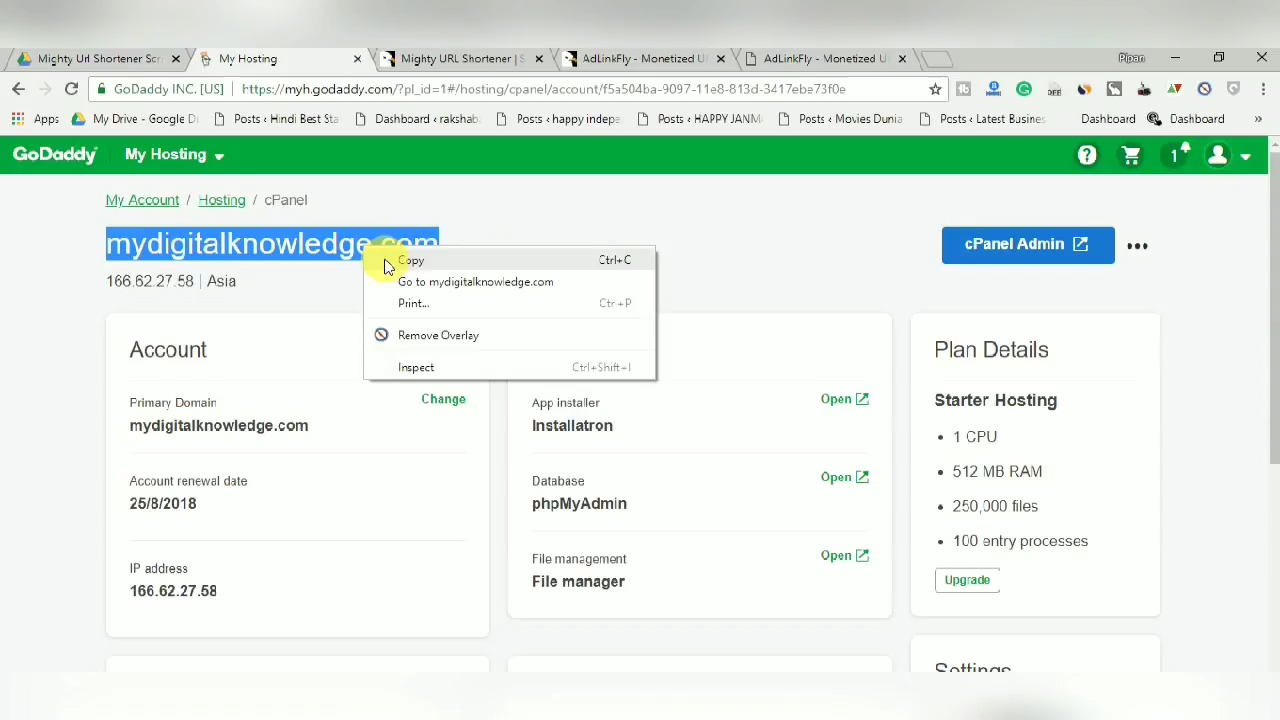 Mighty Url Shortener Scr
My Hosting
Mighty URL Shortener | S
AdLinkFly - Monetized U
AdLinkFly - Monetized U
Ripan
GoDaddy INC. [US]
https://myh.godaddy.com/?pl_id=1#/hosting/cpanel/account/f5a504ba-9097-11e8-813d-3417ebe73f0e
Apps
My Drive - Google D
Posts ‹ Hindi Best Sta
Dashboard ‹ rakshab
Posts ‹ happy indepe
Posts ‹ HAPPY JANM
Posts ‹ Movies Dunia
Posts ‹ Latest Busines
Dashboard
Dashboard
»
GoDaddy
My Hosting
1
My Account / Hosting / cPanel
mydigitalknowledge.com
cPanel Admin
166.62.27.58 | Asia
Copy Ctrl+C
Go to mydigitalknowledge.com
Print... Ctrl+P
Remove Overlay
Inspect Ctrl+Shift+I
Account
Primary Domain
Change
mydigitalknowledge.com
Account renewal date
25/8/2018
IP address
166.62.27.58
App installer
Open
Installatron
Database
Open
phpMyAdmin
File management
Open
File manager
Plan Details
Starter Hosting
• 1 CPU
• 512 MB RAM
• 250,000 files
• 100 entry processes
Upgrade
Settings